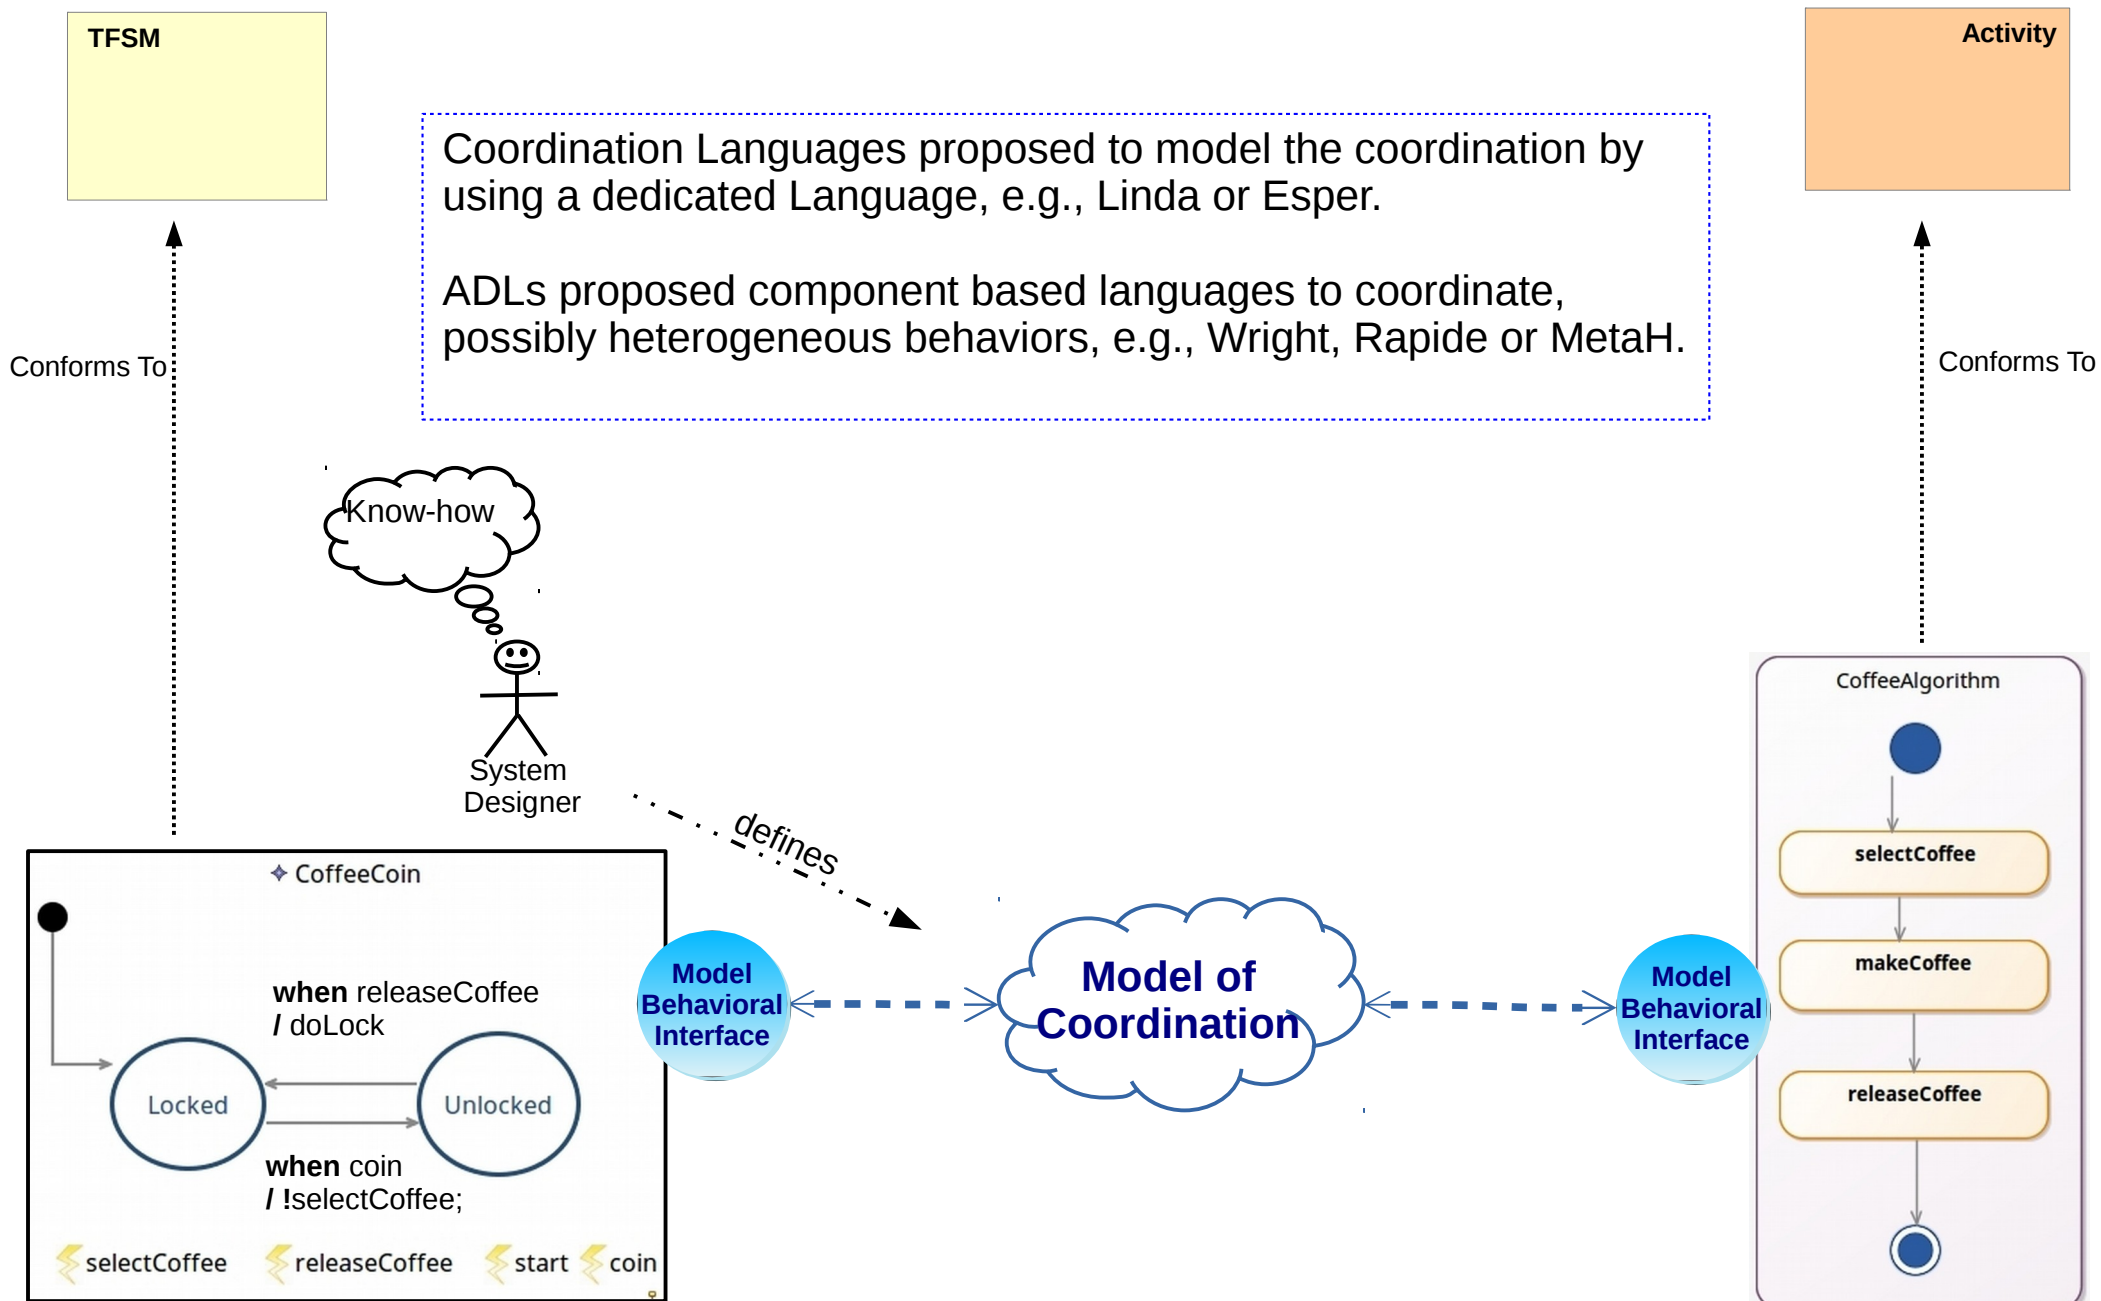 TFSM
Activity
Coordination Languages proposed to model the coordination by
using a dedicated Language, e.g., Linda or Esper.
ADLs proposed component based languages to coordinate,
possibly heterogeneous behaviors, e.g., Wright, Rapide or MetaH.
Conforms To
Conforms To
Know-how
System
Designer
defines
CoffeeCoin
when releaseCoffee
/ doLock
Locked
Unlocked
when coin
/ !selectCoffee;
selectCoffee
releaseCoffee
start
coin
Model
Behavioral
Interface
Model of
Coordination
Model
Behavioral
Interface
CoffeeAlgorithm
selectCoffee
makeCoffee
releaseCoffee